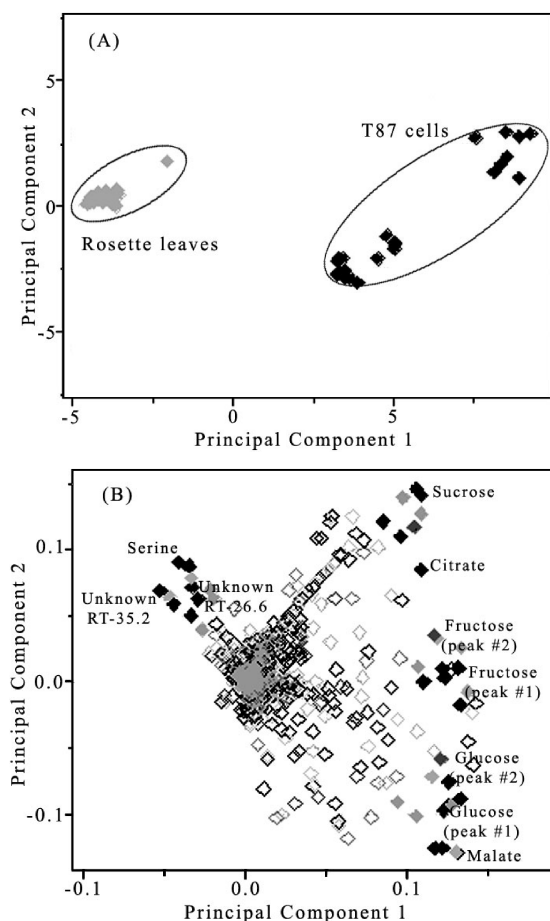 (A)
Principal Component 2
5
0
-5
T87 cells
Rosette leaves
-5
0
5
Principal Component 1
(B)
Principal Component 2
0.1
0.0
-0.1
Sucrose
Serine
Citrate
Unknown
RT-26.6
Unknown
RT-35.2
Fructose
(peak #2)
Fructose
(peak #1)
Glucose
(peak #2)
Glucose
(peak #1)
Malate
-0.1
0.0
0.1
Principal Component 1